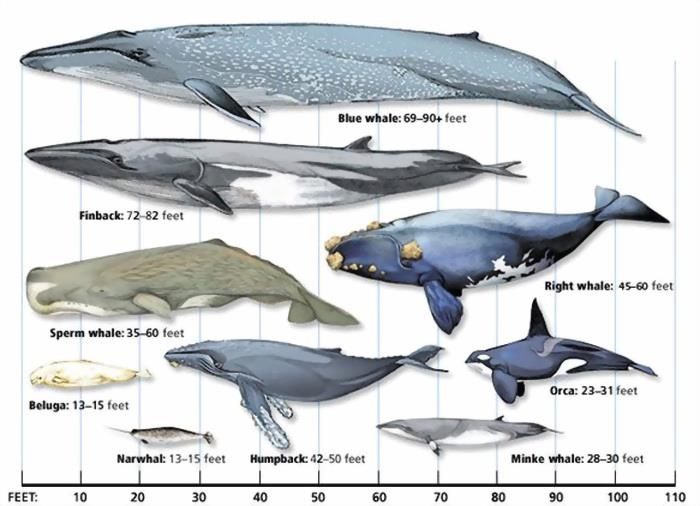 Blue whale: 69–90+ feet
Finback: 72–82 feet
Right whale: 45–60 feet
Sperm whale: 35–60 feet
Orca: 23–31 feet
Beluga: 13–15 feet
Narwhal: 13–15 feet
Humpback: 42–50 feet
Minke whale: 28–30 feet
FEET: 10 20 30 40 50 60 70 80 90 100 110